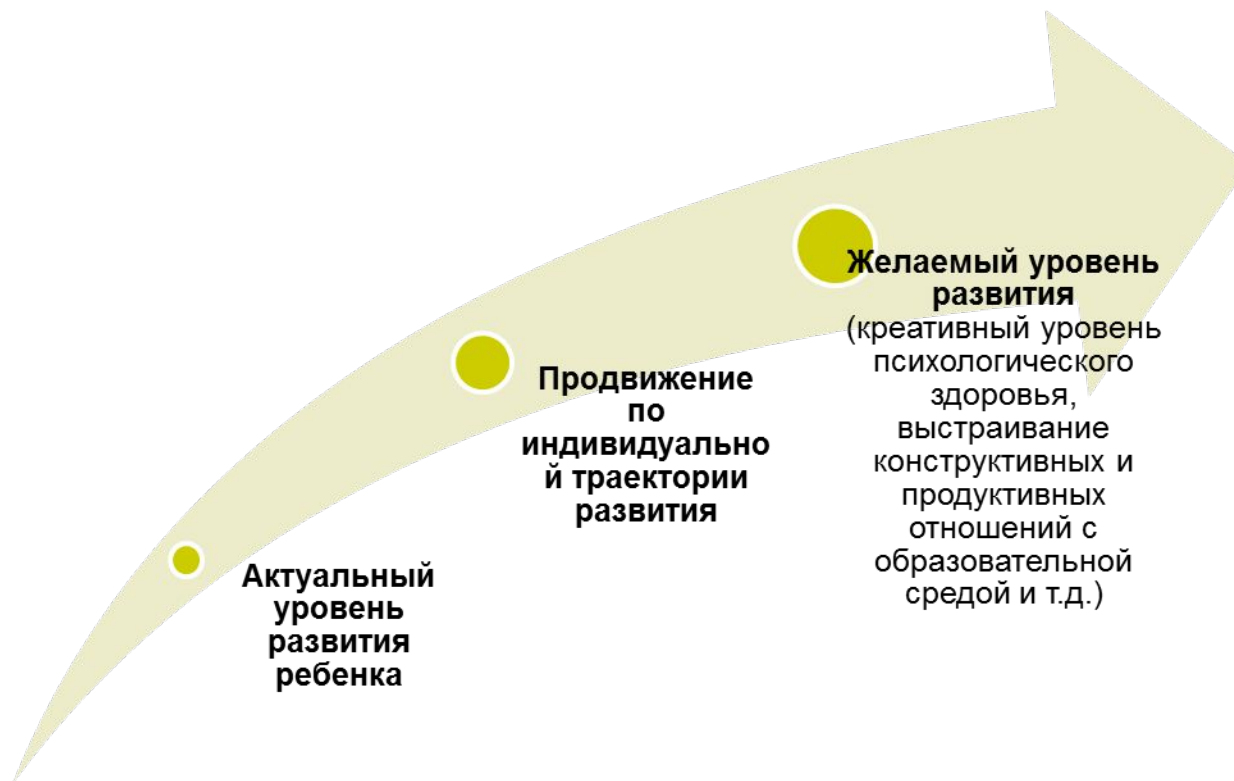 Актуальный
уровень
развития
ребенка
Продвижение
по
индивидуально
й траектории
развития
Желаемый уровень
развития
(креативный уровень
психологического
здоровья,
выстраивание
конструктивных и
продуктивных
отношений с
образовательной
средой и т.д.)